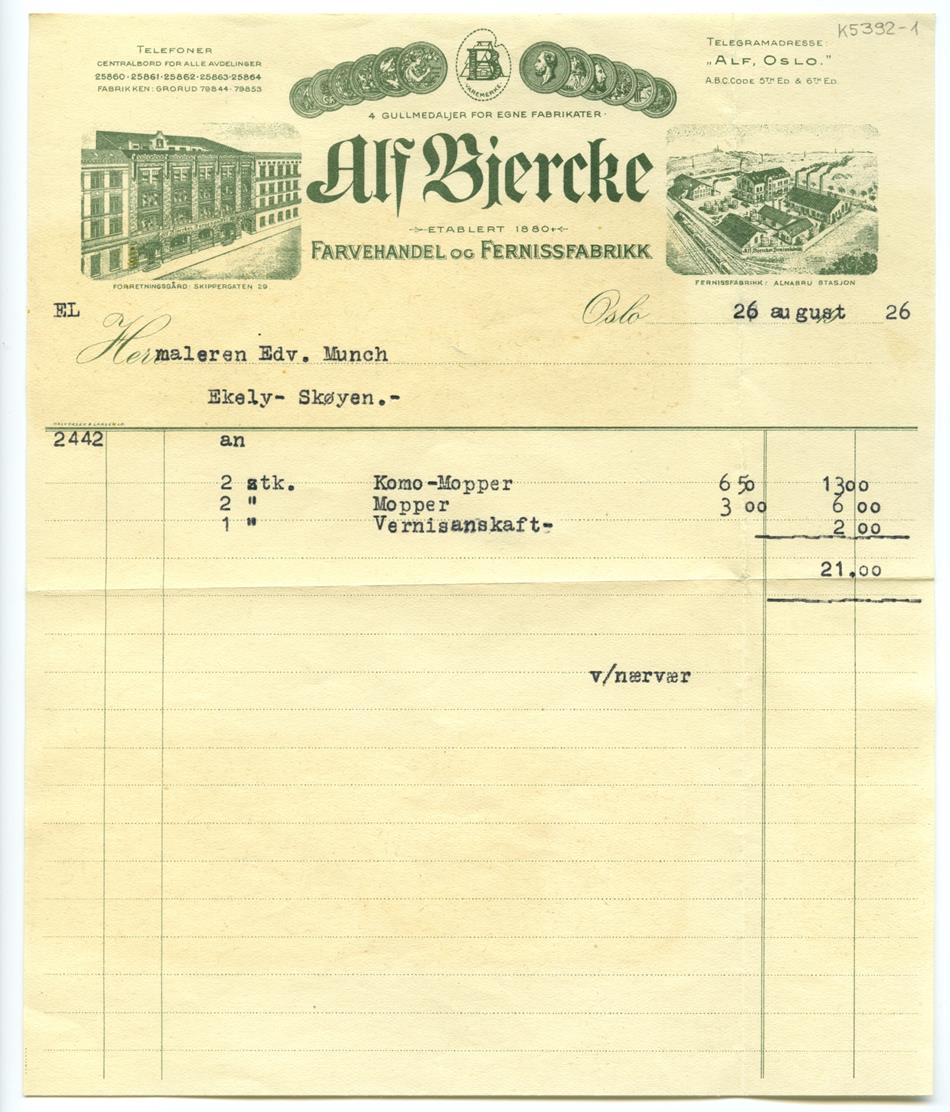 K5392-1
TELEFONER
CENTRALBORD FOR ALLE AVDELINGER
25860·25861·25862·25863·25864
FABRIKKEN: GRORUD 79844·79853
B
VAREMERKE
TELEGRAMADRESSE:
„ALF, OSLO."
A.B.C. CODE 5TH ED & 6TH ED.
4 GULLMEDALJER FOR EGNE FABRIKATER·
Alf Bjercke
ETABLERT 1880
FARVEHANDEL OG FERNISSFABRIKK
FORRETNINGSGÅRD: SKIPPERGATEN 29
FERNISSFABRIKK: ALNABRU STASJON
EL
Oslo 26 august 26
Herr maleren Edv. Munch
Ekely- Skøyen.-
2442 an
2 stk. Komo-Mopper 6 50 13 00
2 " Mopper 3 00 6 00
1 " Vernisanskaft- 2 00
21.00
v/nærvær